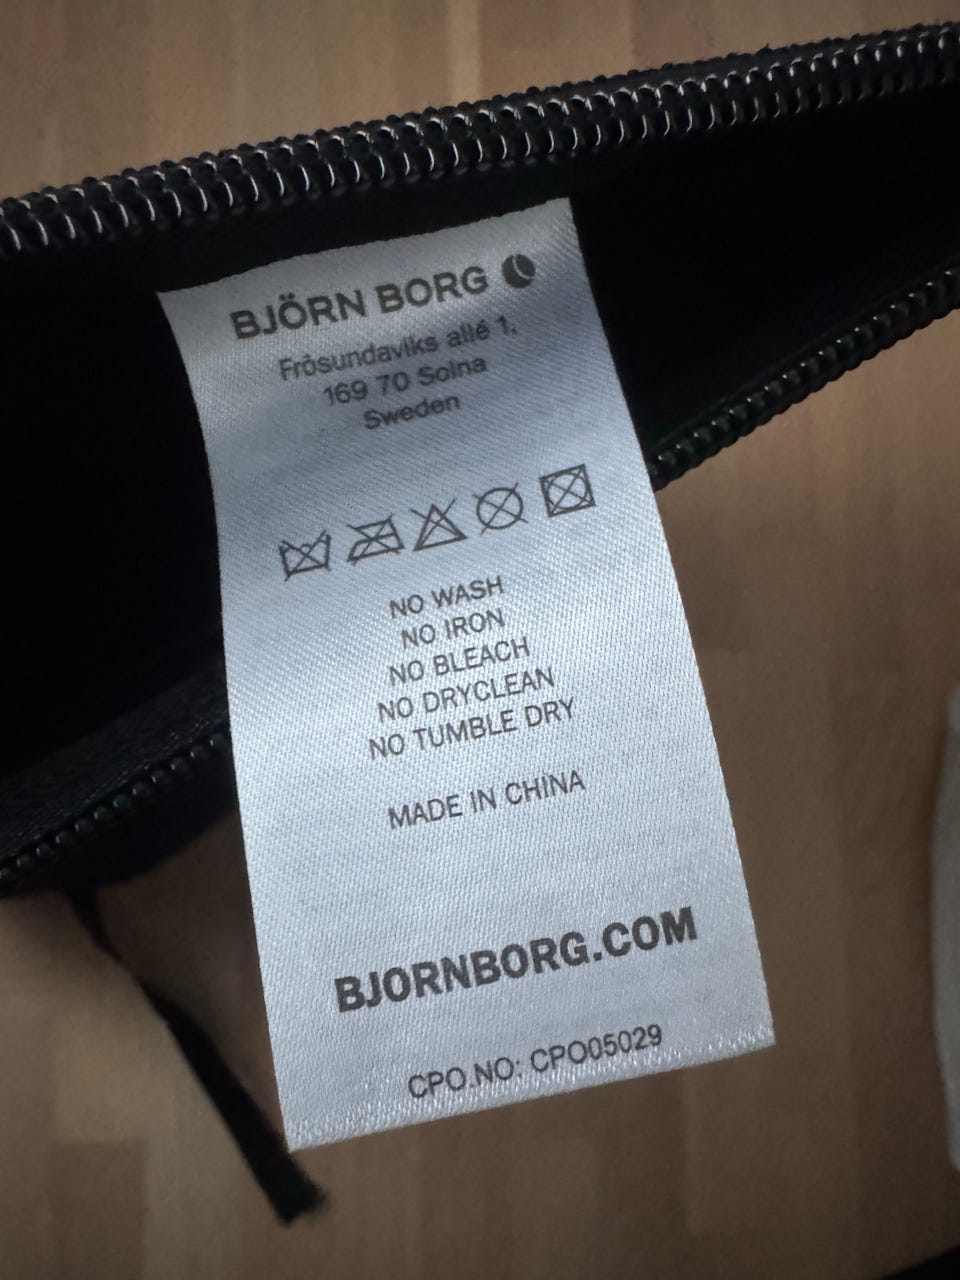 BJÖRN BORG
Frösundaviks allé 1,
169 70 Solna
Sweden
NO WASH
NO IRON
NO BLEACH
NO DRYCLEAN
NO TUMBLE DRY
MADE IN CHINA
BJORNBORG.COM
CPO.NO: CPO05029